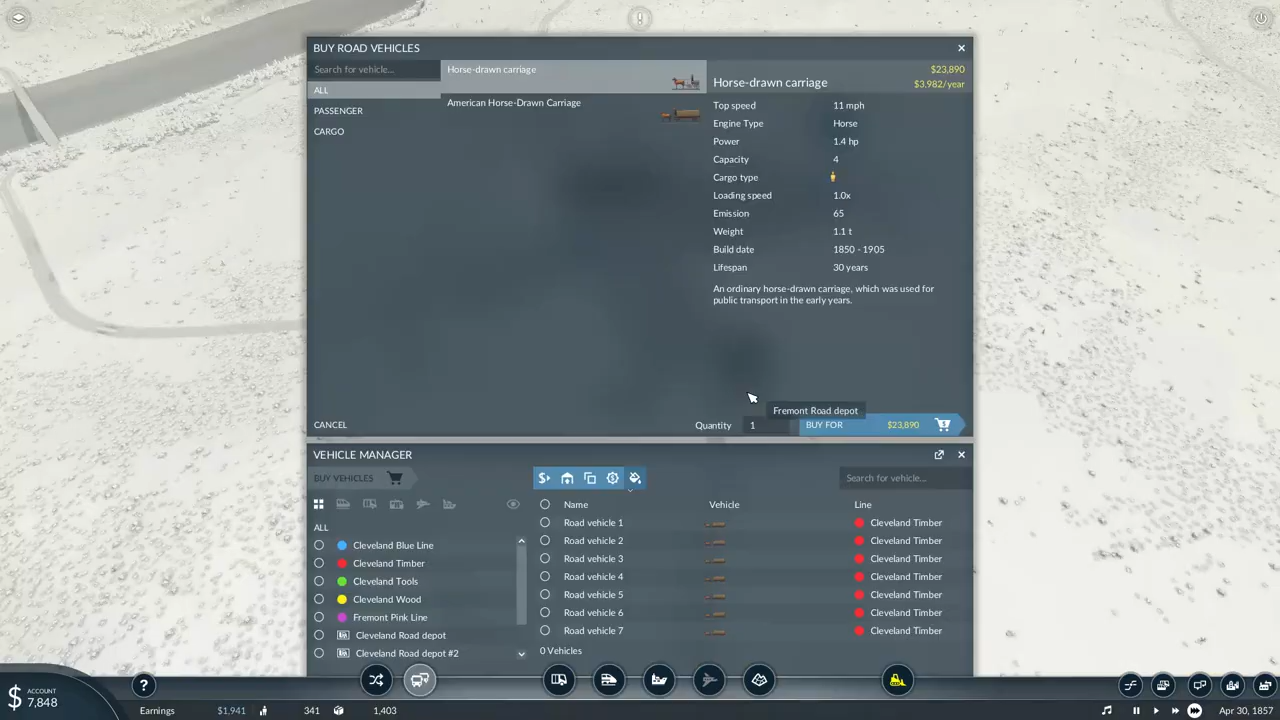 BUY ROAD VEHICLES
Search for vehicle...
ALL
PASSENGER
CARGO
Horse-drawn carriage
American Horse-Drawn Carriage
Horse-drawn carriage
$23,890
$3,982/year
Top speed 11 mph
Engine Type Horse
Power 1.4 hp
Capacity 4
Cargo type
Loading speed 1.0x
Emission 65
Weight 1.1 t
Build date 1850 - 1905
Lifespan 30 years
An ordinary horse-drawn carriage, which was used for
public transport in the early years.
Fremont Road depot
CANCEL
Quantity 1
BUY FOR $23,890
VEHICLE MANAGER
BUY VEHICLES
Search for vehicle...
ALL
Cleveland Blue Line
Cleveland Timber
Cleveland Tools
Cleveland Wood
Fremont Pink Line
Cleveland Road depot
Cleveland Road depot #2
Name Vehicle Line
Road vehicle 1 Cleveland Timber
Road vehicle 2 Cleveland Timber
Road vehicle 3 Cleveland Timber
Road vehicle 4 Cleveland Timber
Road vehicle 5 Cleveland Timber
Road vehicle 6 Cleveland Timber
Road vehicle 7 Cleveland Timber
0 Vehicles
$ ACCOUNT
7,848
?
Earnings $1,941 341 1,403
Apr 30, 1857